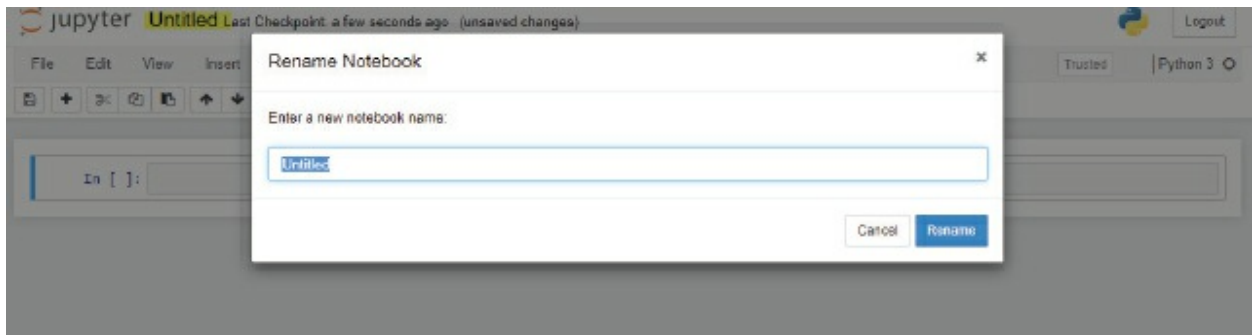 jupyter Untitled Last Checkpoint: a few seconds ago (unsaved changes)
Logout
File Edit View Insert
Trusted
Python 3
Rename Notebook
×
Enter a new notebook name:
Untitled
In [ ]:
Cancel
Rename